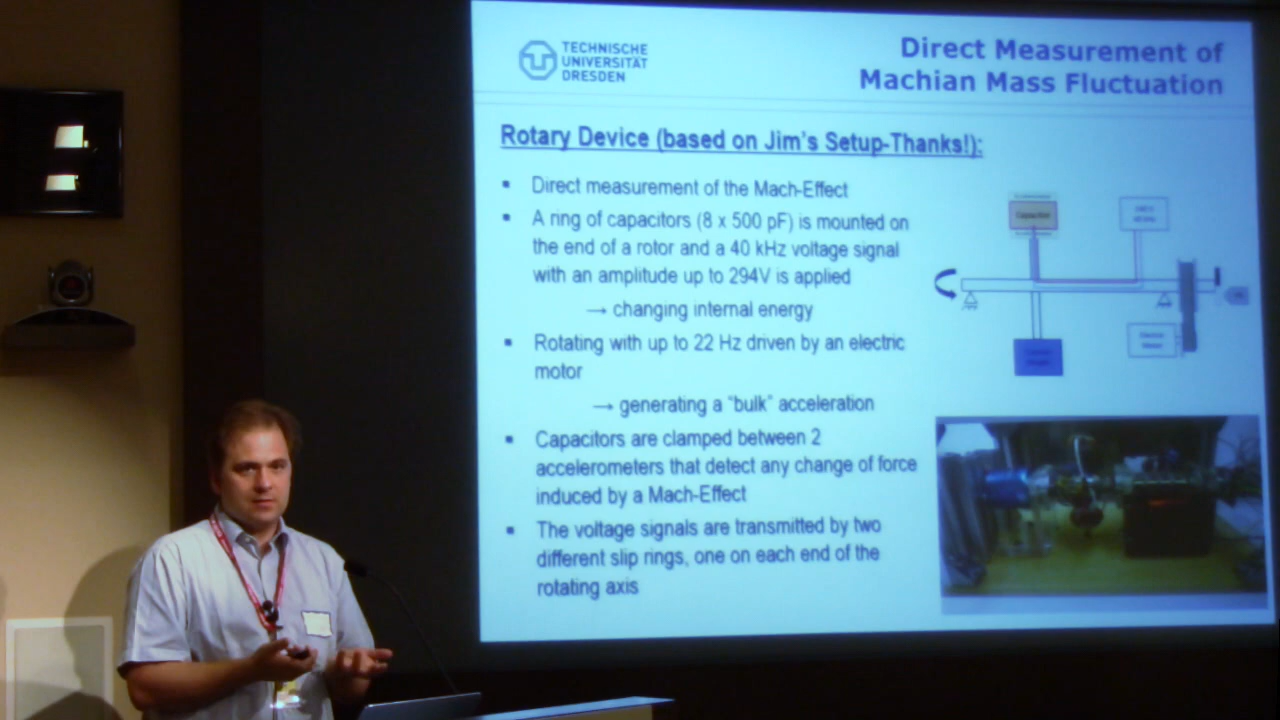 TECHNISCHE
UNIVERSITÄT
DRESDEN
Direct Measurement of
Machian Mass Fluctuation
Rotary Device (based on Jim's Setup-Thanks!):
▪ Direct measurement of the Mach-Effect
▪ A ring of capacitors (8 x 500 pF) is mounted on
the end of a rotor and a 40 kHz voltage signal
with an amplitude up to 294V is applied
→ changing internal energy
▪ Rotating with up to 22 Hz driven by an electric
motor
→ generating a "bulk" acceleration
▪ Capacitors are clamped between 2
accelerometers that detect any change of force
induced by a Mach-Effect
▪ The voltage signals are transmitted by two
different slip rings, one on each end of the
rotating axis
Capacitor
Electric
Motor